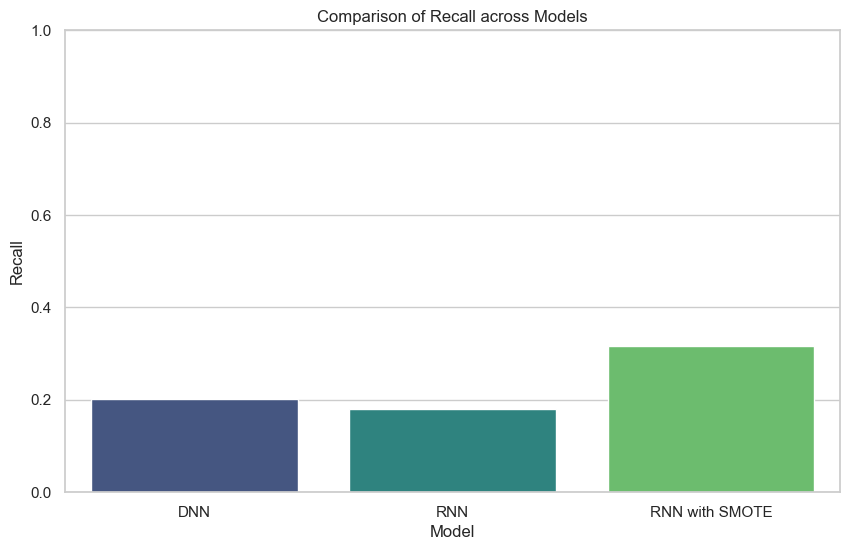 Comparison of Recall across Models
1.0
0.8
0.6
0.4
0.2
0.0
Recall
DNN
RNN
RNN with SMOTE
Model